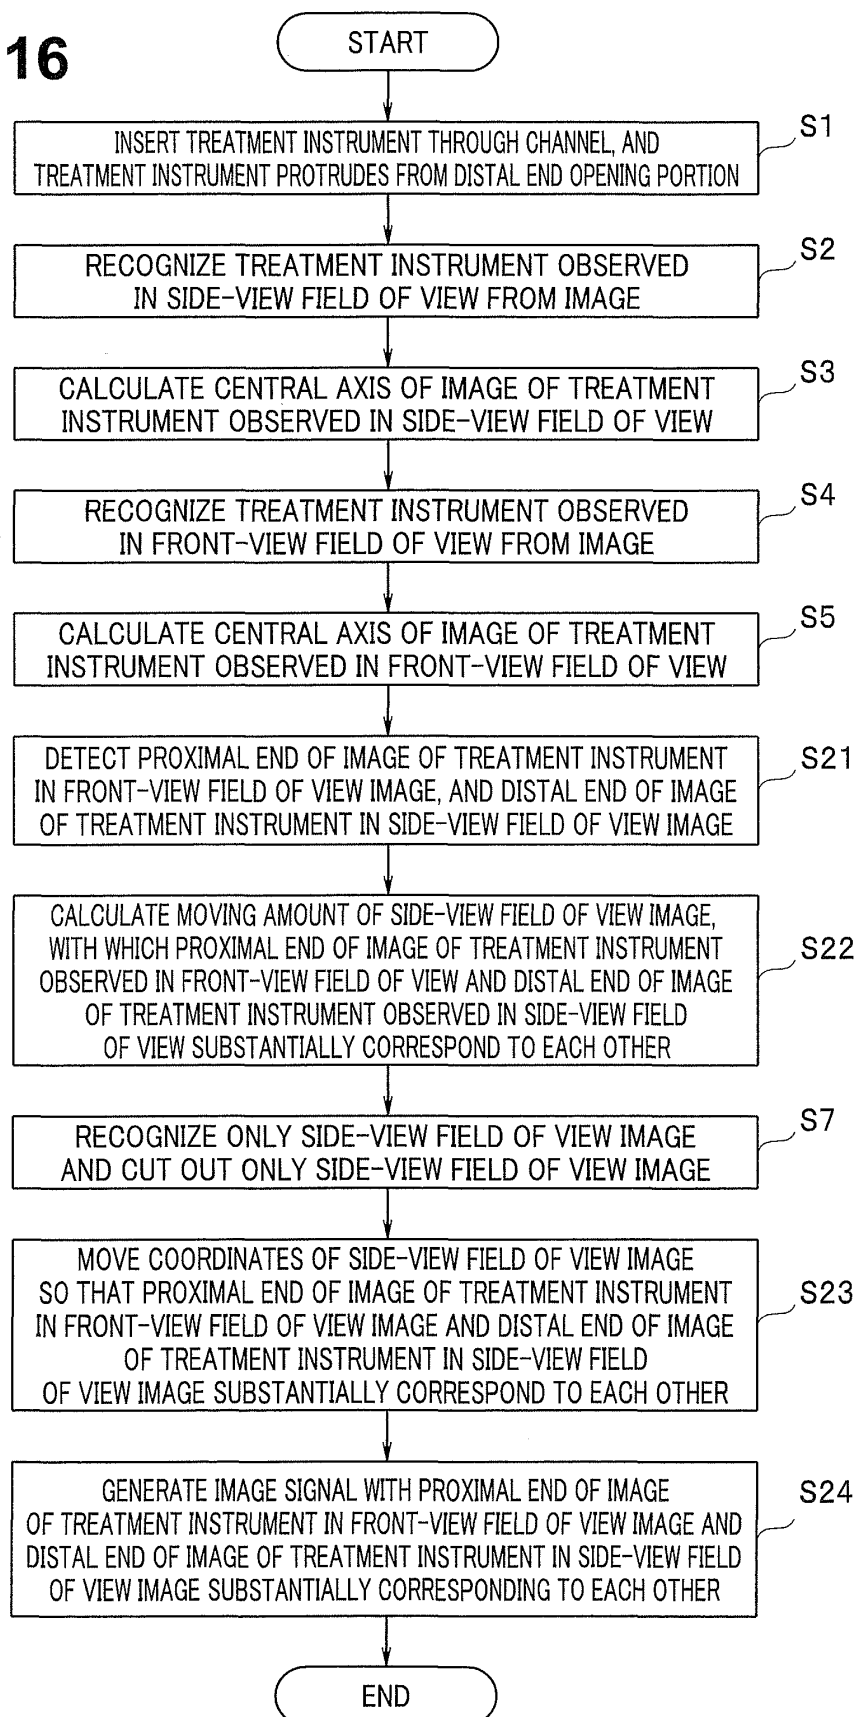 16
START
S1
INSERT TREATMENT INSTRUMENT THROUGH CHANNEL, AND
TREATMENT INSTRUMENT PROTRUDES FROM DISTAL END OPENING PORTION
S2
RECOGNIZE TREATMENT INSTRUMENT OBSERVED
IN SIDE-VIEW FIELD OF VIEW FROM IMAGE
S3
CALCULATE CENTRAL AXIS OF IMAGE OF TREATMENT
INSTRUMENT OBSERVED IN SIDE-VIEW FIELD OF VIEW
S4
RECOGNIZE TREATMENT INSTRUMENT OBSERVED
IN FRONT-VIEW FIELD OF VIEW FROM IMAGE
S5
CALCULATE CENTRAL AXIS OF IMAGE OF TREATMENT
INSTRUMENT OBSERVED IN FRONT-VIEW FIELD OF VIEW
S21
DETECT PROXIMAL END OF IMAGE OF TREATMENT INSTRUMENT
IN FRONT-VIEW FIELD OF VIEW IMAGE, AND DISTAL END OF IMAGE
OF TREATMENT INSTRUMENT IN SIDE-VIEW FIELD OF VIEW IMAGE
S22
CALCULATE MOVING AMOUNT OF SIDE-VIEW FIELD OF VIEW IMAGE,
WITH WHICH PROXIMAL END OF IMAGE OF TREATMENT INSTRUMENT
OBSERVED IN FRONT-VIEW FIELD OF VIEW AND DISTAL END OF IMAGE
OF TREATMENT INSTRUMENT OBSERVED IN SIDE-VIEW FIELD
OF VIEW SUBSTANTIALLY CORRESPOND TO EACH OTHER
S7
RECOGNIZE ONLY SIDE-VIEW FIELD OF VIEW IMAGE
AND CUT OUT ONLY SIDE-VIEW FIELD OF VIEW IMAGE
S23
MOVE COORDINATES OF SIDE-VIEW FIELD OF VIEW IMAGE
SO THAT PROXIMAL END OF IMAGE OF TREATMENT INSTRUMENT
IN FRONT-VIEW FIELD OF VIEW IMAGE AND DISTAL END OF IMAGE
OF TREATMENT INSTRUMENT IN SIDE-VIEW FIELD
OF VIEW IMAGE SUBSTANTIALLY CORRESPOND TO EACH OTHER
S24
GENERATE IMAGE SIGNAL WITH PROXIMAL END OF IMAGE
OF TREATMENT INSTRUMENT IN FRONT-VIEW FIELD OF VIEW IMAGE AND
DISTAL END OF IMAGE OF TREATMENT INSTRUMENT IN SIDE-VIEW FIELD
OF VIEW IMAGE SUBSTANTIALLY CORRESPONDING TO EACH OTHER
END